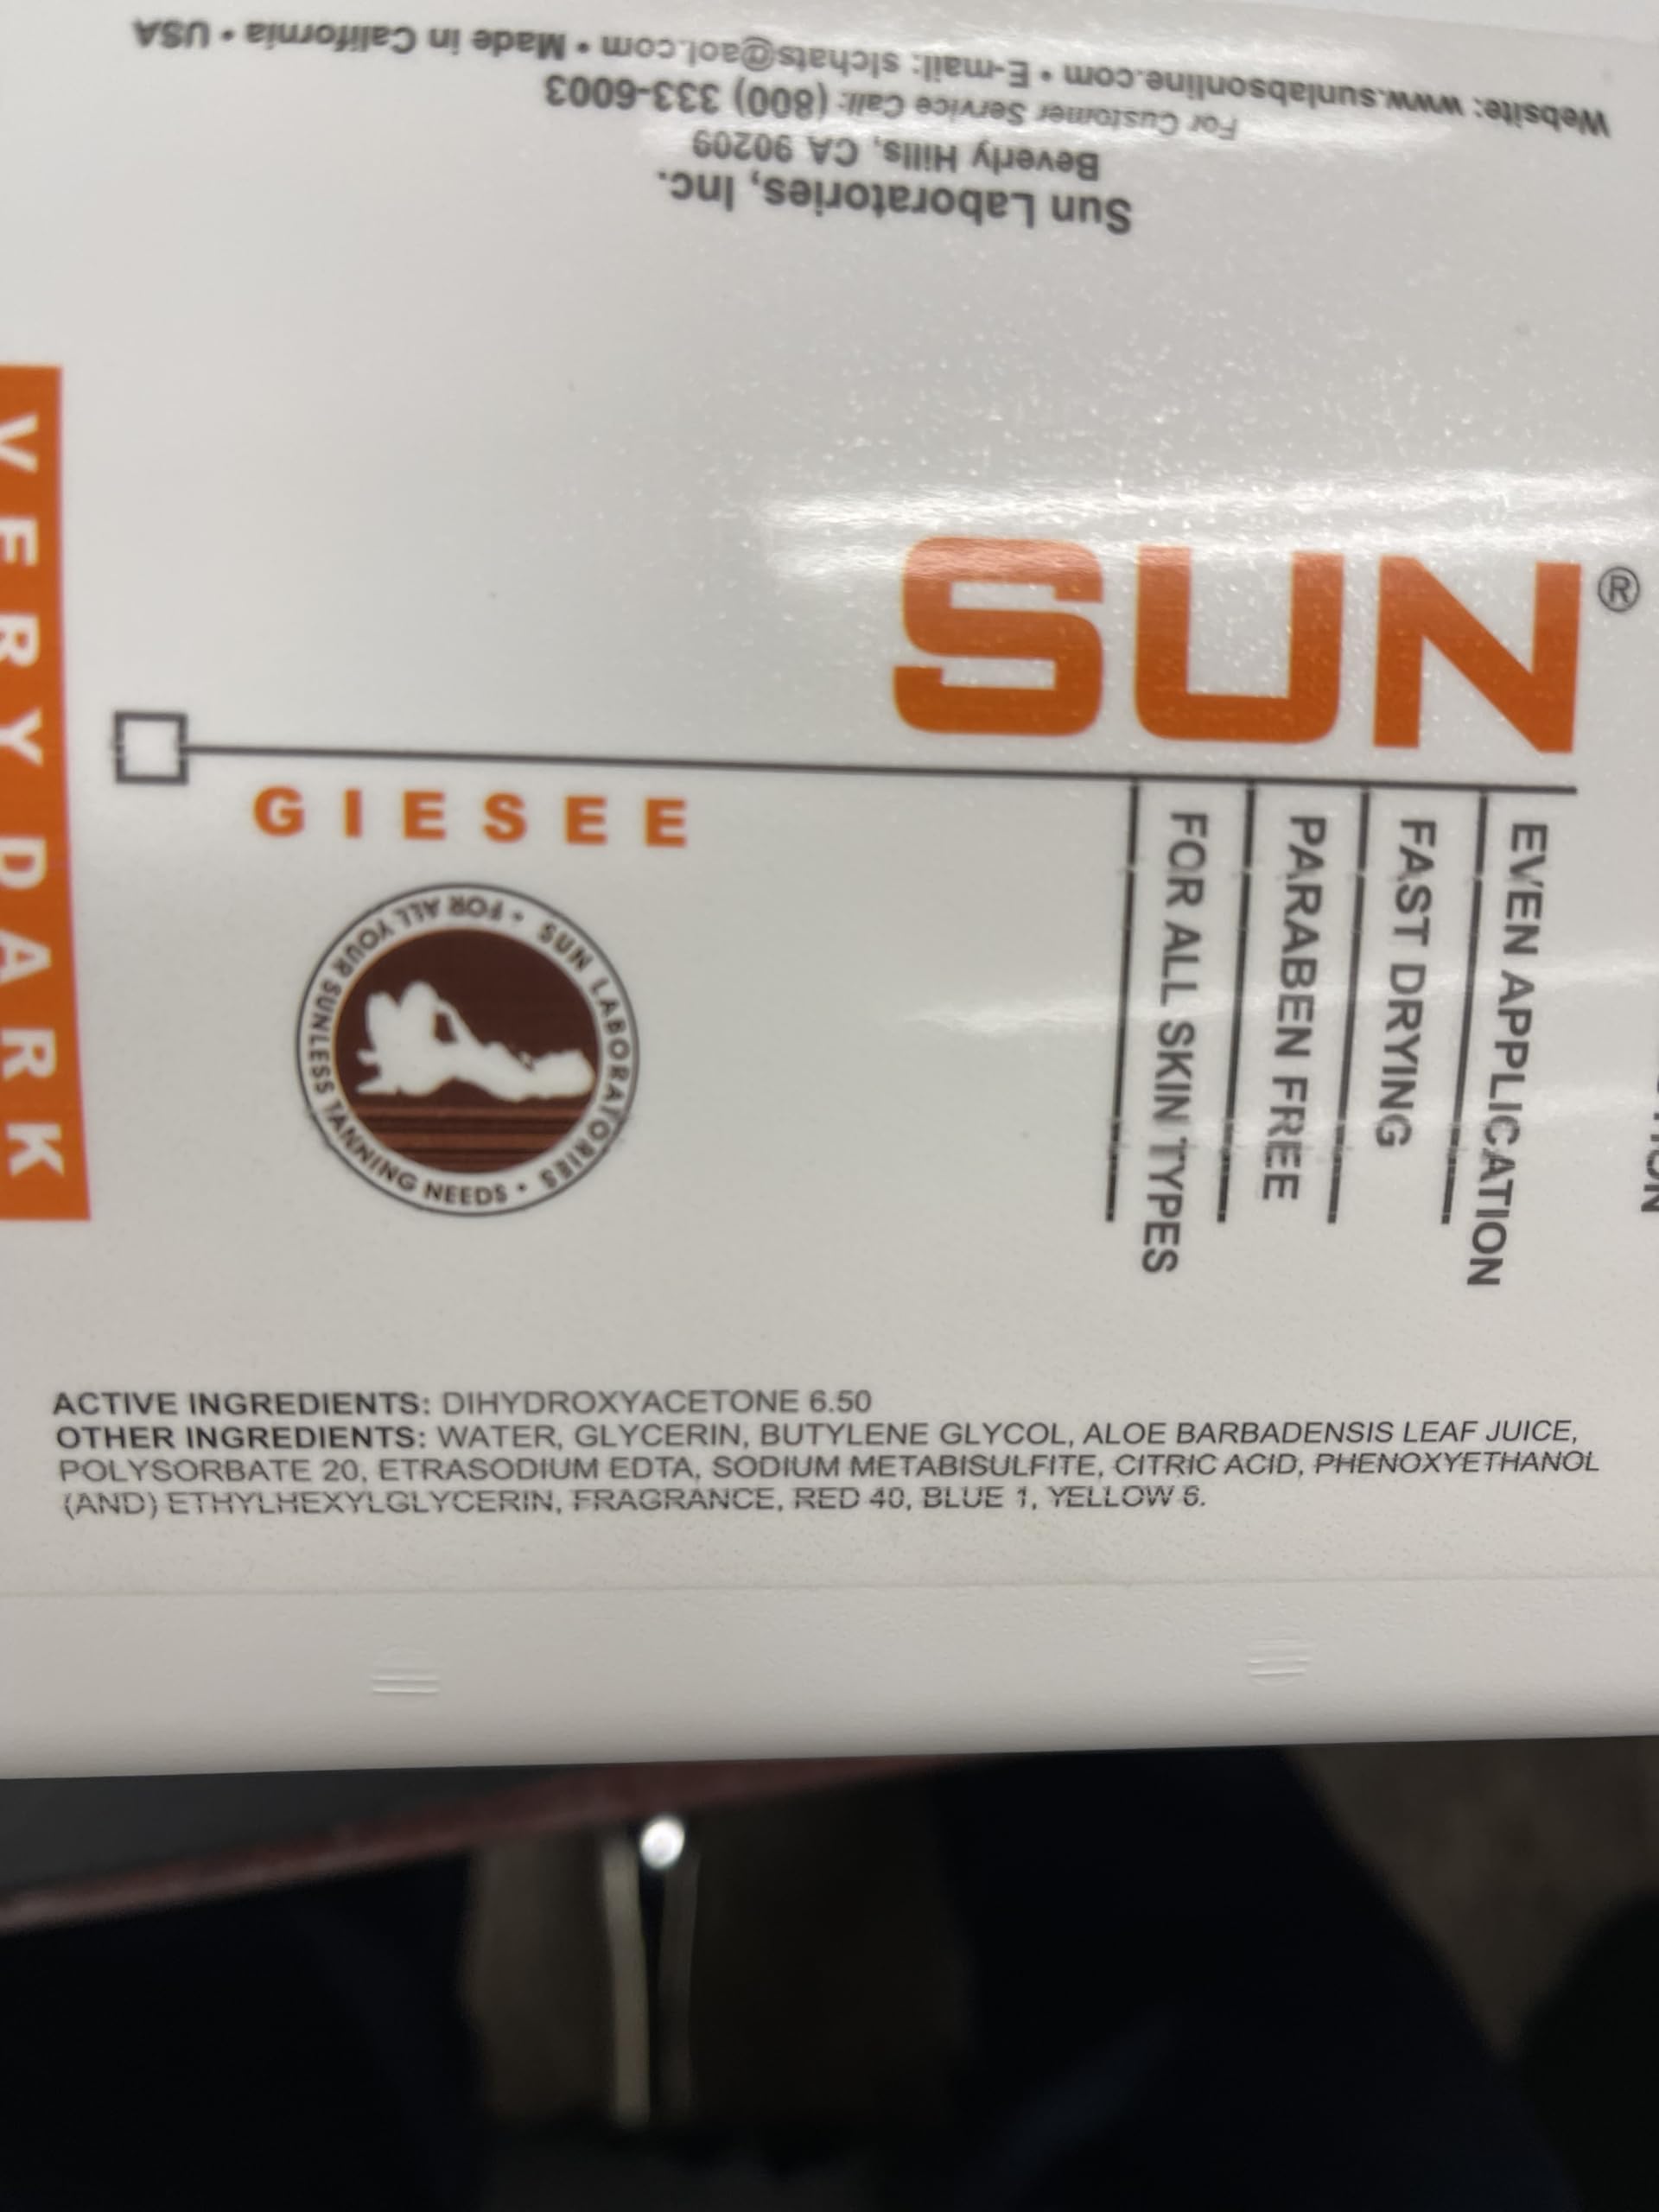 Website: www.sunlabsonline.com • E-mail: slchats@aol.com • Made in California • USA
For Customer Service Call: (800) 333-6003
Beverly Hills, CA 90209
Sun Laboratories, Inc.
VERY DARK
SUN®
GIESEE
SUN LABORATORIES • FOR ALL YOUR SUNLESS TANNING NEEDS •
EVEN APPLICATION
FAST DRYING
PARABEN FREE
FOR ALL SKIN TYPES
ACTIVE INGREDIENTS: DIHYDROXYACETONE 6.50
OTHER INGREDIENTS: WATER, GLYCERIN, BUTYLENE GLYCOL, ALOE BARBADENSIS LEAF JUICE,
POLYSORBATE 20, ETRASODIUM EDTA, SODIUM METABISULFITE, CITRIC ACID, PHENOXYETHANOL
(AND) ETHYLHEXYLGLYCERIN, FRAGRANCE, RED 40, BLUE 1, YELLOW 6.